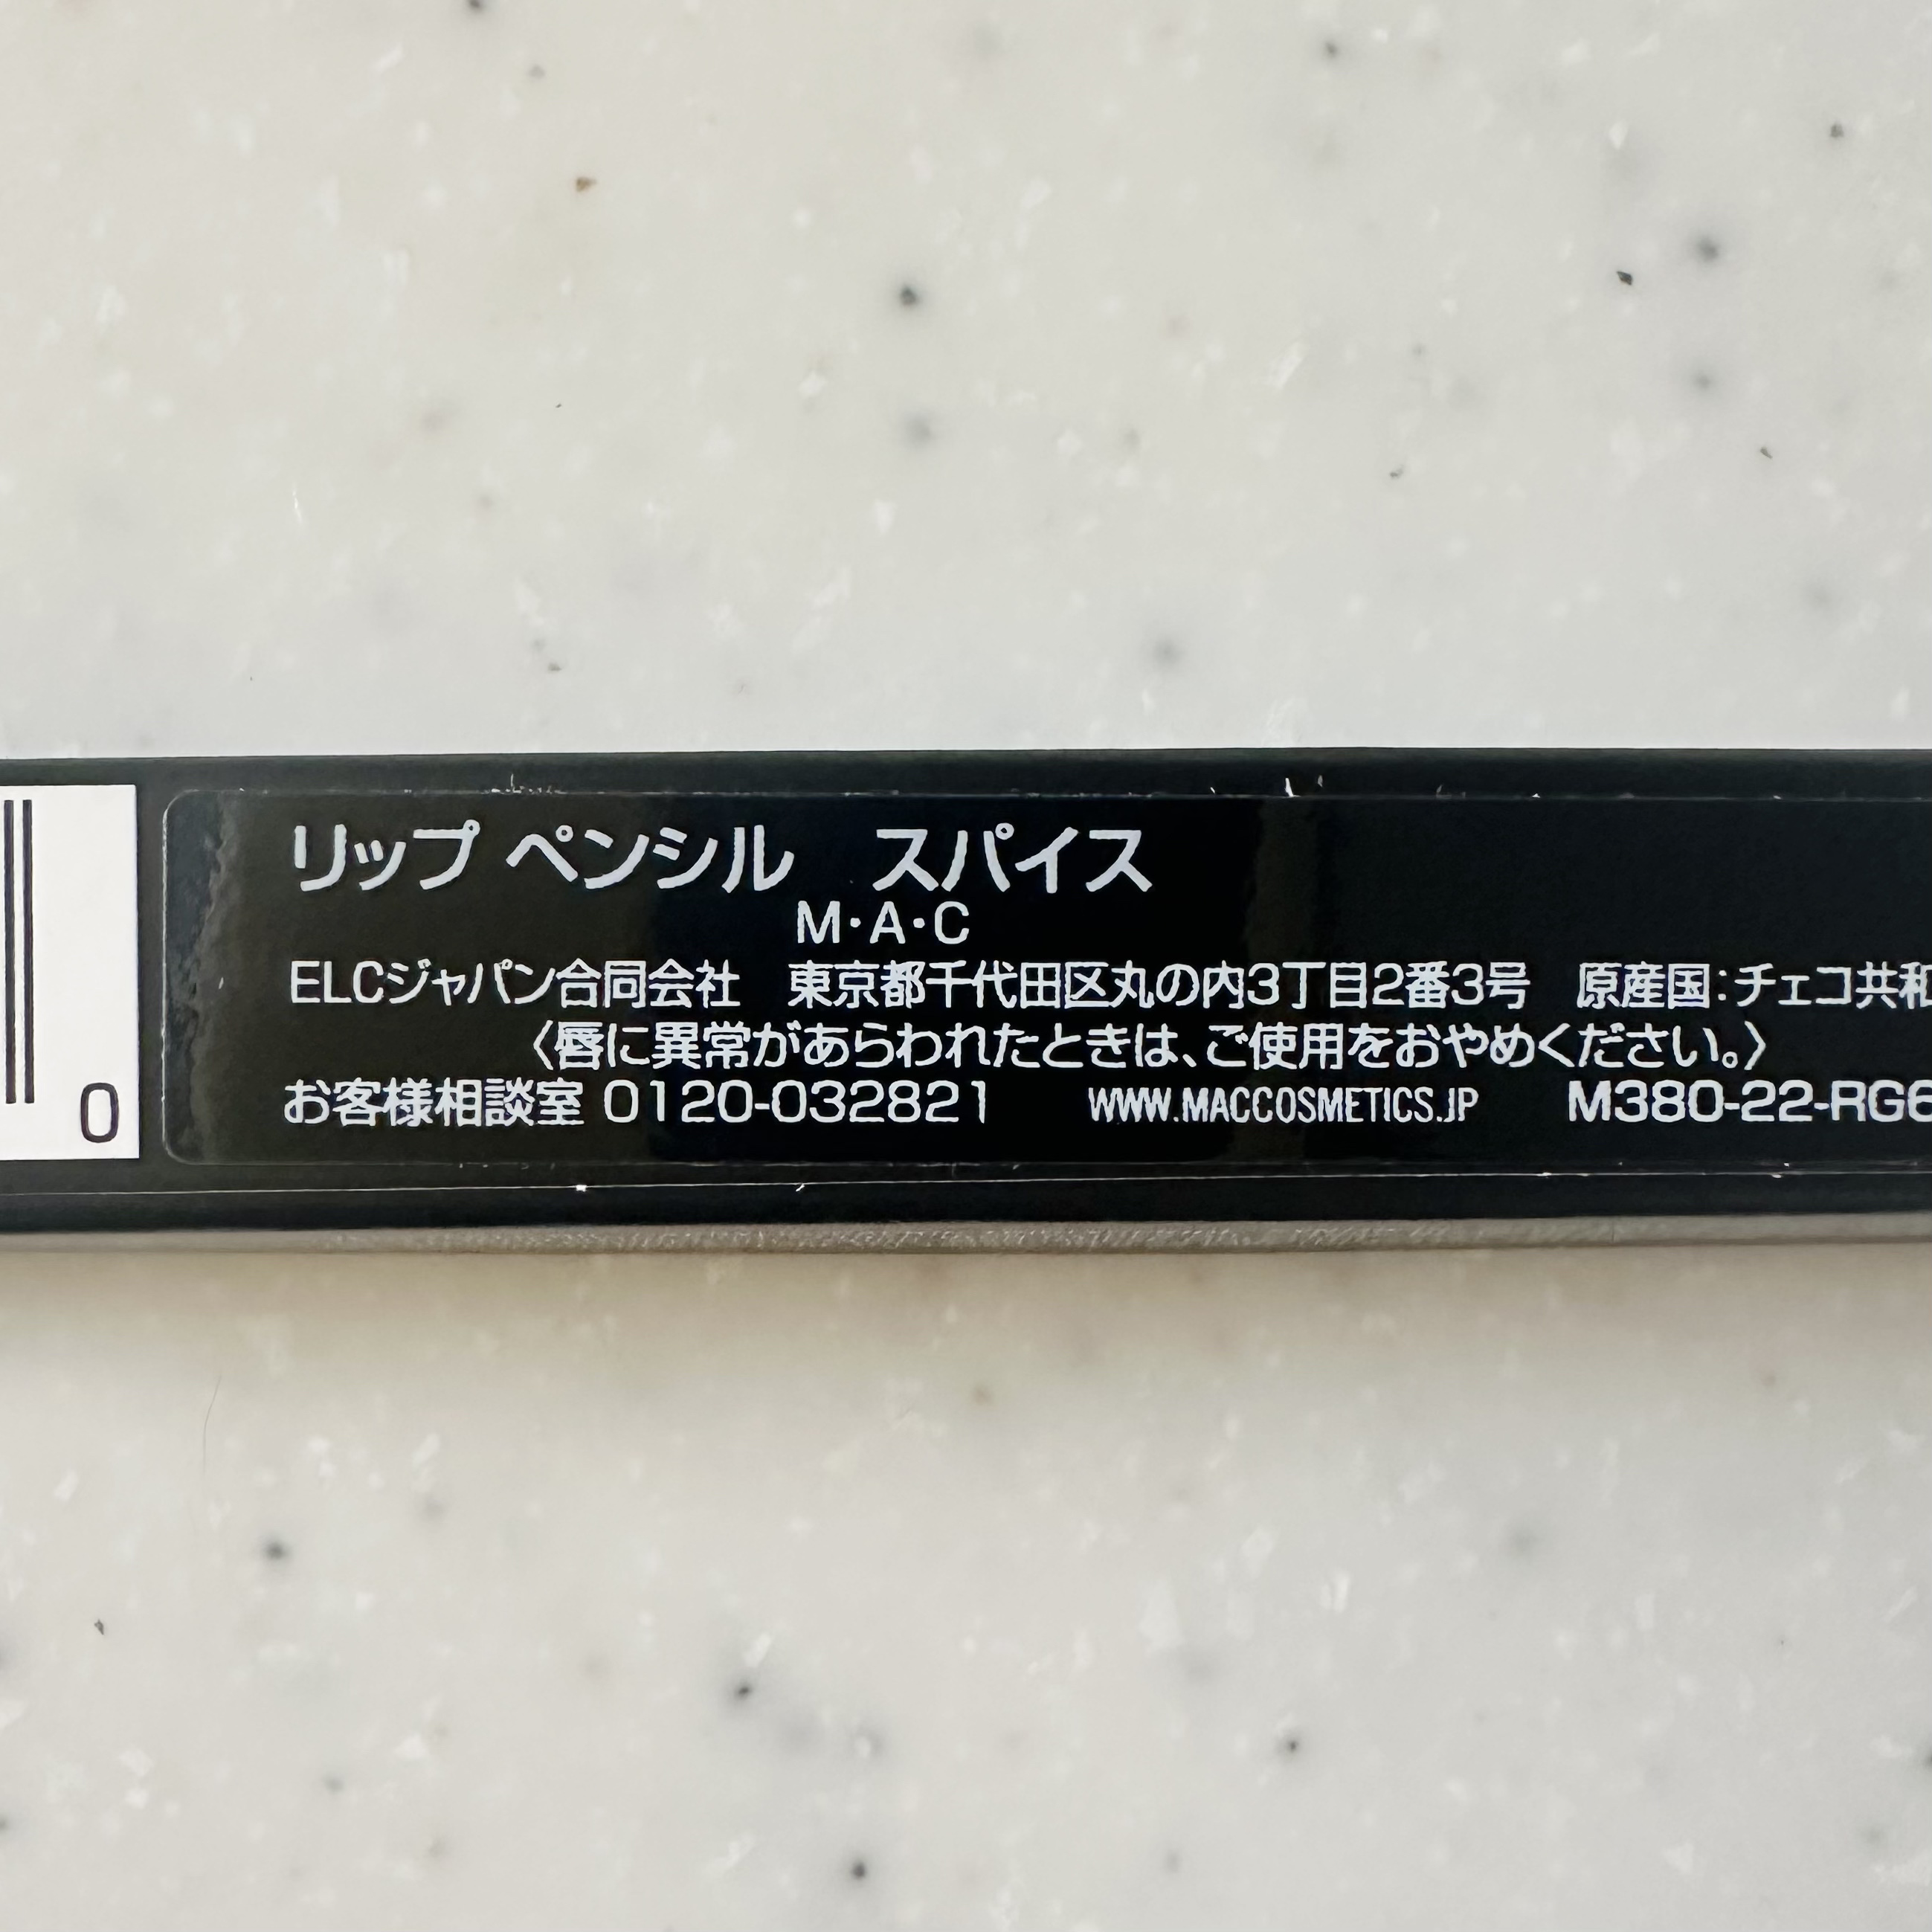 リップ ペンシル　スパイス
M・A・C
ELCジャパン合同会社　東京都千代田区丸の内3丁目2番3号　原産国：チェコ共和
〈唇に異常があらわれたときは、ご使用をおやめください。〉
お客様相談室 0120-032821　WWW.MACCOSMETICS.JP　M380-22-RG6
0